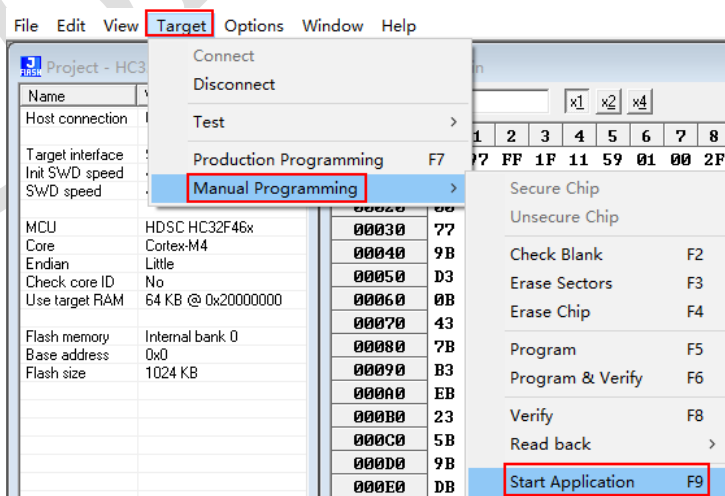 File Edit View Target Options Window Help
Connect
Disconnect
Test >
Production Programming F7
Manual Programming >
Secure Chip
Unsecure Chip
Check Blank F2
Erase Sectors F3
Erase Chip F4
Program F5
Program & Verify F6
Verify F8
Read back >
Start Application F9
J FLASH Project - HC3
in
Name
Host connection
Target interface
Init SWD speed
SWD speed
MCU HDSC HC32F46x
Core Cortex-M4
Endian Little
Check core ID No
Use target RAM 64 KB @ 0x20000000
Flash memory Internal bank 0
Base address 0x0
Flash size 1024 KB
x1 x2 x4
1 2 3 4 5 6 7 8
FF 1F 11 59 01 00 2F
00030 77
00040 9B
00050 D3
00060 0B
00070 43
00080 7B
00090 B3
000A0 EB
000B0 23
000C0 5B
000D0 9B
000E0 DB